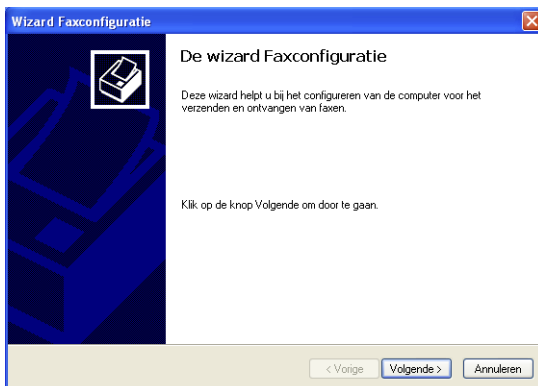 Wizard Faxconfiguratie
De wizard Faxconfiguratie
Deze wizard helpt u bij het configureren van de computer voor het
verzenden en ontvangen van faxen.
Klik op de knop Volgende om door te gaan.
< Vorige Volgende > Annuleren